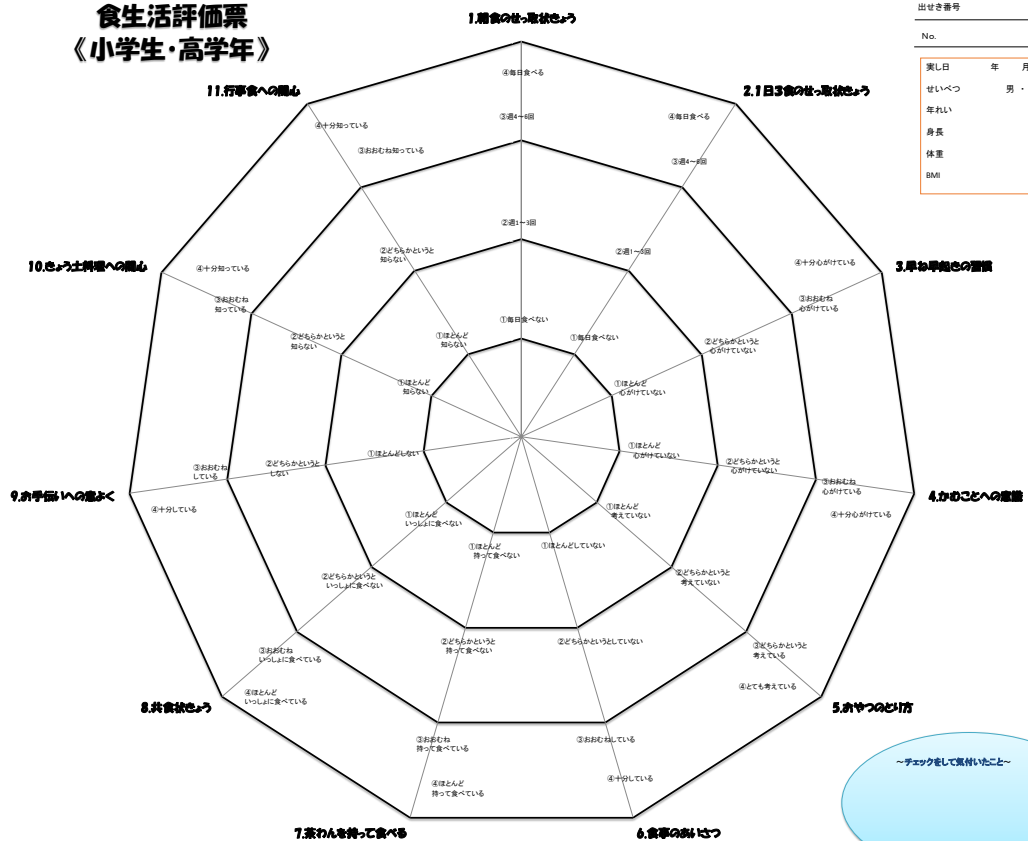 食生活評価票
《小学生・高学年》
出せき番号
No.
実し日 年 月
せいべつ 男 ・
年れい
身長
体重
BMI
1.朝食のせっ取状きょう
④毎日食べる
③週4~6回
②週1~3回
①毎日食べない
2.1日3食のせっ取状きょう
④毎日食べる
③週4~6回
②週1~3回
①毎日食べない
3.早ね早起きの習慣
④十分心がけている
③おおむね
心がけている
②どちらかというと
心がけていない
①ほとんど
心がけていない
4.かむことへの意識
④十分心がけている
③おおむね
心がけている
②どちらかというと
心がけていない
①ほとんど
心がけていない
5.おやつのとり方
④とても考えている
③どちらかというと
考えている
②どちらかというと
考えていない
①ほとんど
考えていない
6.食事のあいさつ
④十分している
③おおむねしている
②どちらかというとしていない
①ほとんどしていない
7.茶わんを持って食べる
④ほとんど
持って食べている
③おおむね
持って食べている
②どちらかというと
持って食べない
①ほとんど
持って食べない
8.共食状きょう
④ほとんど
いっしょに食べている
③おおむね
いっしょに食べている
②どちらかというと
いっしょに食べない
①ほとんど
いっしょに食べない
9.お手伝いへの意よく
④十分している
③おおむね
している
②どちらかというと
しない
①ほとんどしない
10.きょう土料理への関心
④十分知っている
③おおむね
知っている
②どちらかというと
知らない
①ほとんど
知らない
11.行事食への関心
④十分知っている
③おおむね知っている
②どちらかというと
知らない
①ほとんど
知らない
~チェックをして気付いたこと~